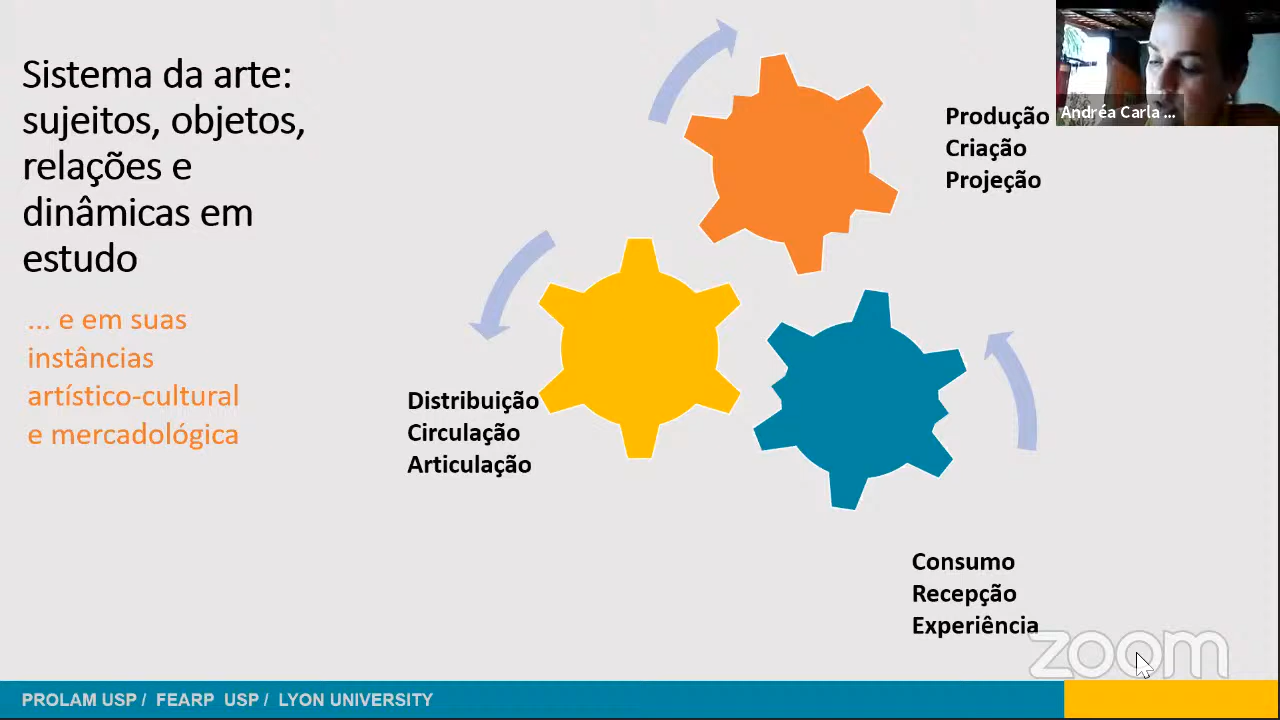 Sistema da arte:
sujeitos, objetos,
relações e
dinâmicas em
estudo
... e em suas
instâncias
artístico-cultural
e mercadológica
Produção
Criação
Projeção
Andréa Carla ...
Distribuição
Circulação
Articulação
Consumo
Recepção
Experiência
zoom
PROLAM USP / FEARP USP / LYON UNIVERSITY